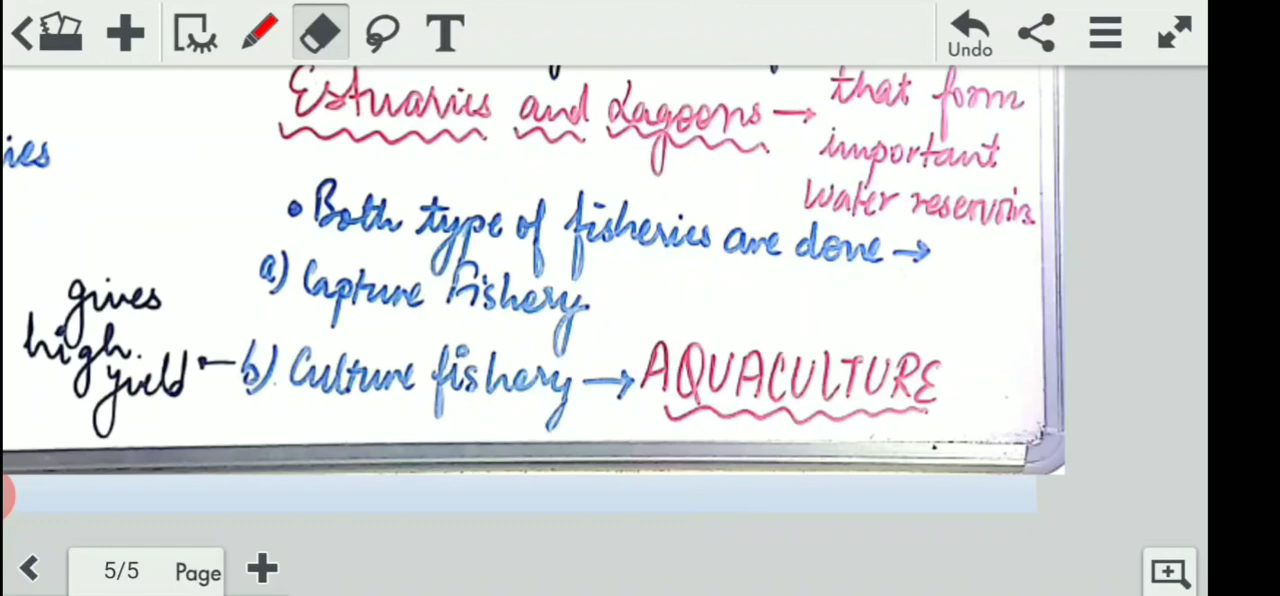 Undo
Estuaries and Lagoons → that form
important
water reservoirs.
ies
• Both type of fisheries are done →
a) Capture Fishery.
gives
high
yield ← b) Culture fishery → AQUACULTURE
5/5 Page